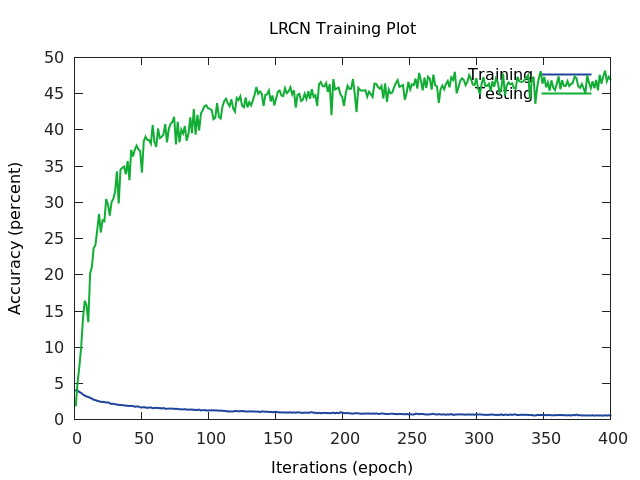 LRCN Training Plot
50
45
40
35
30
25
20
15
10
5
0
Accuracy (percent)
Training
Testing
0 50 100 150 200 250 300 350 400
Iterations (epoch)